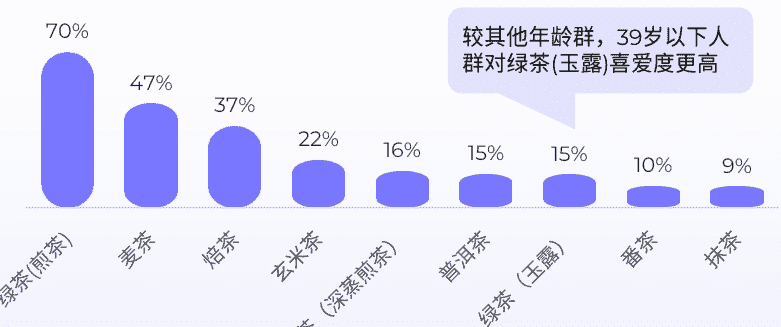 70%
47%
37%
22%
16%
15%
15%
10%
9%
较其他年龄群，39岁以下人
群对绿茶(玉露)喜爱度更高
绿茶(煎茶)
麦茶
焙茶
玄米茶
茶（深蒸煎茶）
普洱茶
绿茶（玉露）
番茶
抹茶